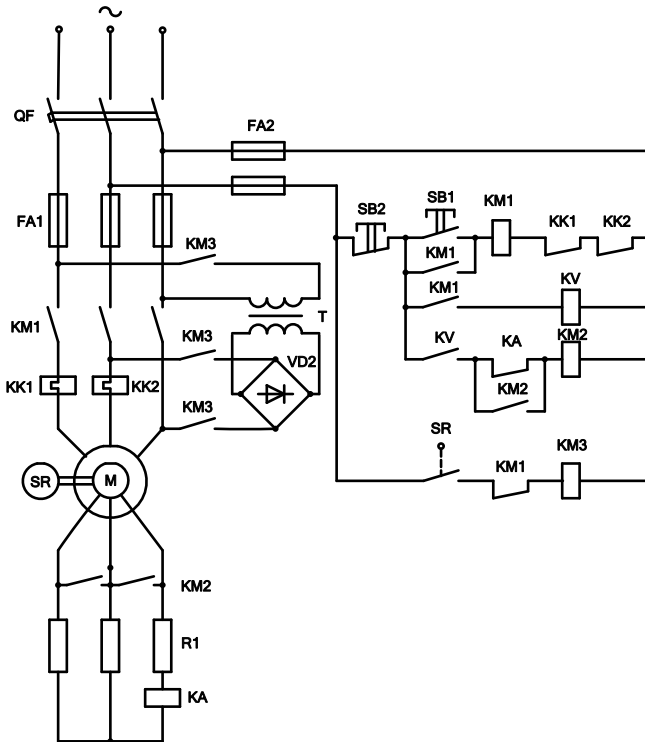 ~
QF
FA2
FA1
SB2
SB1
KM1
KK1
KK2
KM3
KM1
KM1
KV
T
KM1
KM3
KV
KA
KM2
VD2
KK1
KK2
KM3
KM2
SR
SR
M
KM1
KM3
KM2
R1
KA